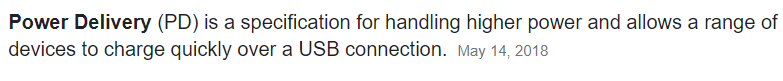 Power Delivery (PD) is a specification for handling higher power and allows a range of
devices to charge quickly over a USB connection. May 14, 2018